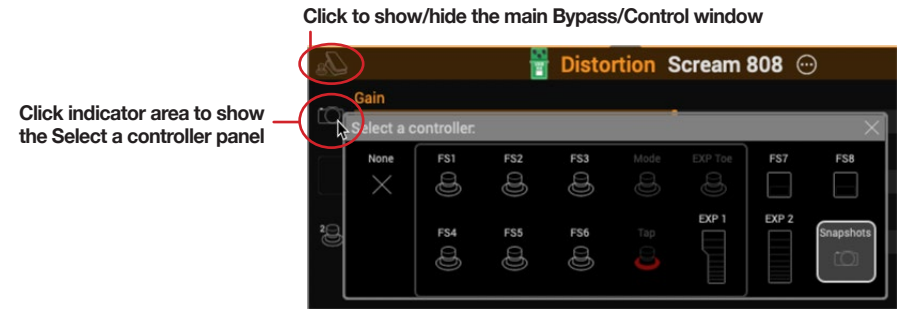 Click to show/hide the main Bypass/Control window
Distortion Scream 808
Click indicator area to show
the Select a controller panel
Gain
Select a controller:
None FS1 FS2 FS3 Mode EXP Toe FS7 FS8
2
FS4 FS5 FS6 Tap EXP 1 EXP 2 Snapshots